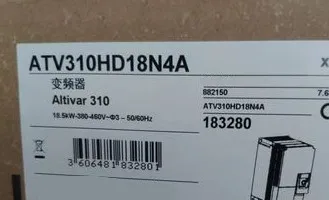 ATV310HD18N4A
变频器
Altivar 310
18.5kW-380-460V~Φ3 – 50/60Hz
3 606481 832801
882150
ATV310HD18N4A
183280